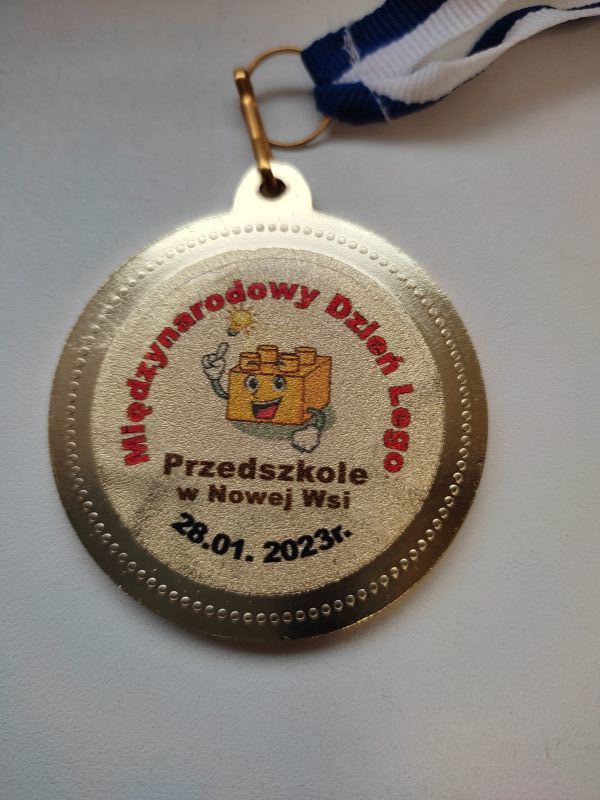 Międzynarodowy Dzień Lego
Przedszkole
w Nowej Wsi
28.01. 2023r.